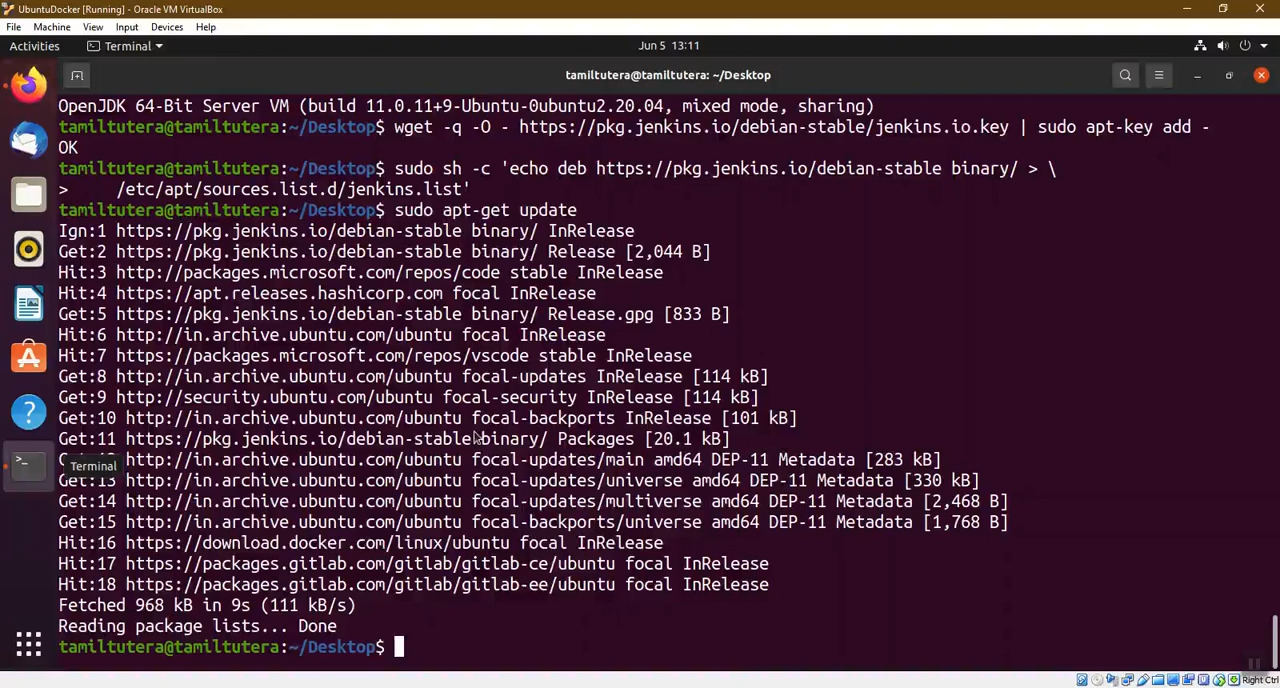 UbuntuDocker [Running] - Oracle VM VirtualBox
File Machine View Input Devices Help
Activities Terminal Jun 5 13:11
tamiltutera@tamiltutera: ~/Desktop
OpenJDK 64-Bit Server VM (build 11.0.11+9-Ubuntu-0ubuntu2.20.04, mixed mode, sharing)
tamiltutera@tamiltutera:~/Desktop$ wget -q -O - https://pkg.jenkins.io/debian-stable/jenkins.io.key | sudo apt-key add -
OK
tamiltutera@tamiltutera:~/Desktop$ sudo sh -c 'echo deb https://pkg.jenkins.io/debian-stable binary/ > \
> /etc/apt/sources.list.d/jenkins.list'
tamiltutera@tamiltutera:~/Desktop$ sudo apt-get update
Ign:1 https://pkg.jenkins.io/debian-stable binary/ InRelease
Get:2 https://pkg.jenkins.io/debian-stable binary/ Release [2,044 B]
Hit:3 http://packages.microsoft.com/repos/code stable InRelease
Hit:4 https://apt.releases.hashicorp.com focal InRelease
Get:5 https://pkg.jenkins.io/debian-stable binary/ Release.gpg [833 B]
Hit:6 http://in.archive.ubuntu.com/ubuntu focal InRelease
Hit:7 https://packages.microsoft.com/repos/vscode stable InRelease
Get:8 http://in.archive.ubuntu.com/ubuntu focal-updates InRelease [114 kB]
Get:9 http://security.ubuntu.com/ubuntu focal-security InRelease [114 kB]
Get:10 http://in.archive.ubuntu.com/ubuntu focal-backports InRelease [101 kB]
Get:11 https://pkg.jenkins.io/debian-stable binary/ Packages [20.1 kB]
http://in.archive.ubuntu.com/ubuntu focal-updates/main amd64 DEP-11 Metadata [283 kB]
Terminal
Get:13 http://in.archive.ubuntu.com/ubuntu focal-updates/universe amd64 DEP-11 Metadata [330 kB]
Get:14 http://in.archive.ubuntu.com/ubuntu focal-updates/multiverse amd64 DEP-11 Metadata [2,468 B]
Get:15 http://in.archive.ubuntu.com/ubuntu focal-backports/universe amd64 DEP-11 Metadata [1,768 B]
Hit:16 https://download.docker.com/linux/ubuntu focal InRelease
Hit:17 https://packages.gitlab.com/gitlab/gitlab-ce/ubuntu focal InRelease
Hit:18 https://packages.gitlab.com/gitlab/gitlab-ee/ubuntu focal InRelease
Fetched 968 kB in 9s (111 kB/s)
Reading package lists... Done
tamiltutera@tamiltutera:~/Desktop$
Right Ctrl